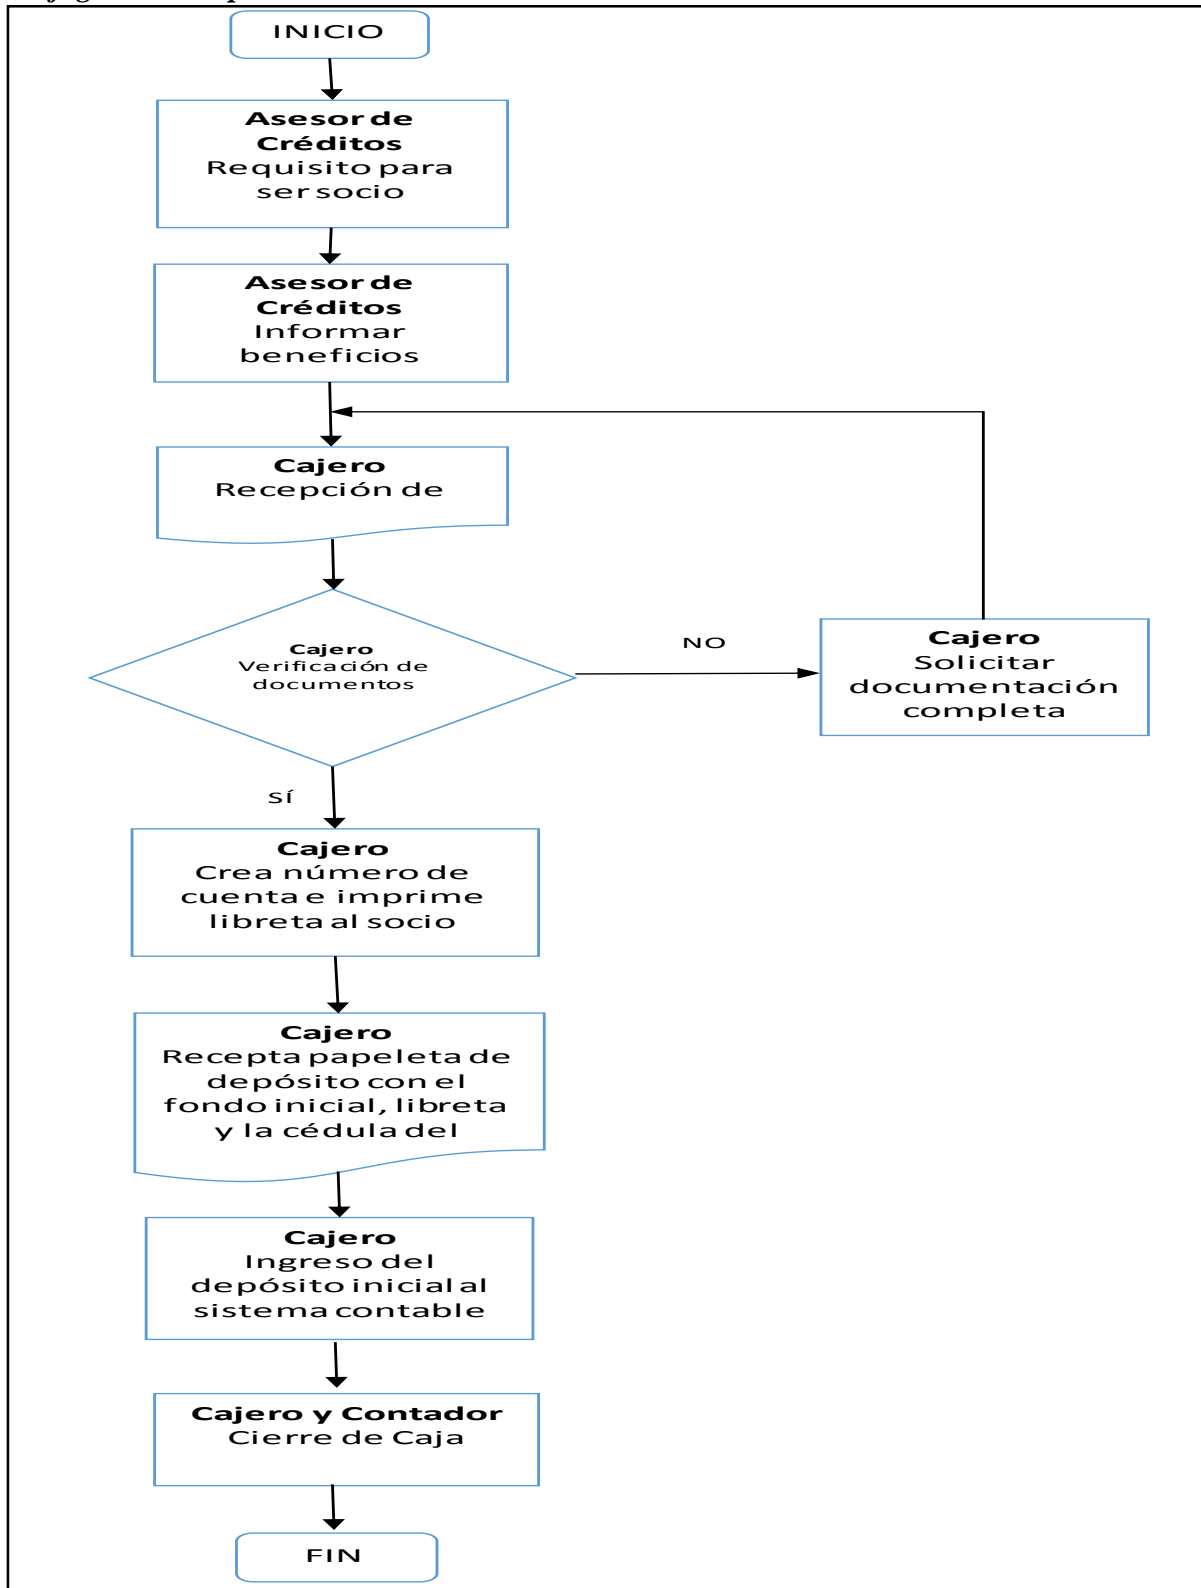 INICIO
Asesor de
Créditos
Requisito para
ser socio
Asesor de
Créditos
Informar
beneficios
Cajero
Recepción de
Cajero
Verificación de
documentos
NO
Cajero
Solicitar
documentación
completa
SÍ
Cajero
Crea número de
cuenta e imprime
libreta al socio
Cajero
Recepta papeleta de
depósito con el
fondo inicial, libreta
y la cédula del
Cajero
Ingreso del
depósito inicial al
sistema contable
Cajero y Contador
Cierre de Caja
FIN